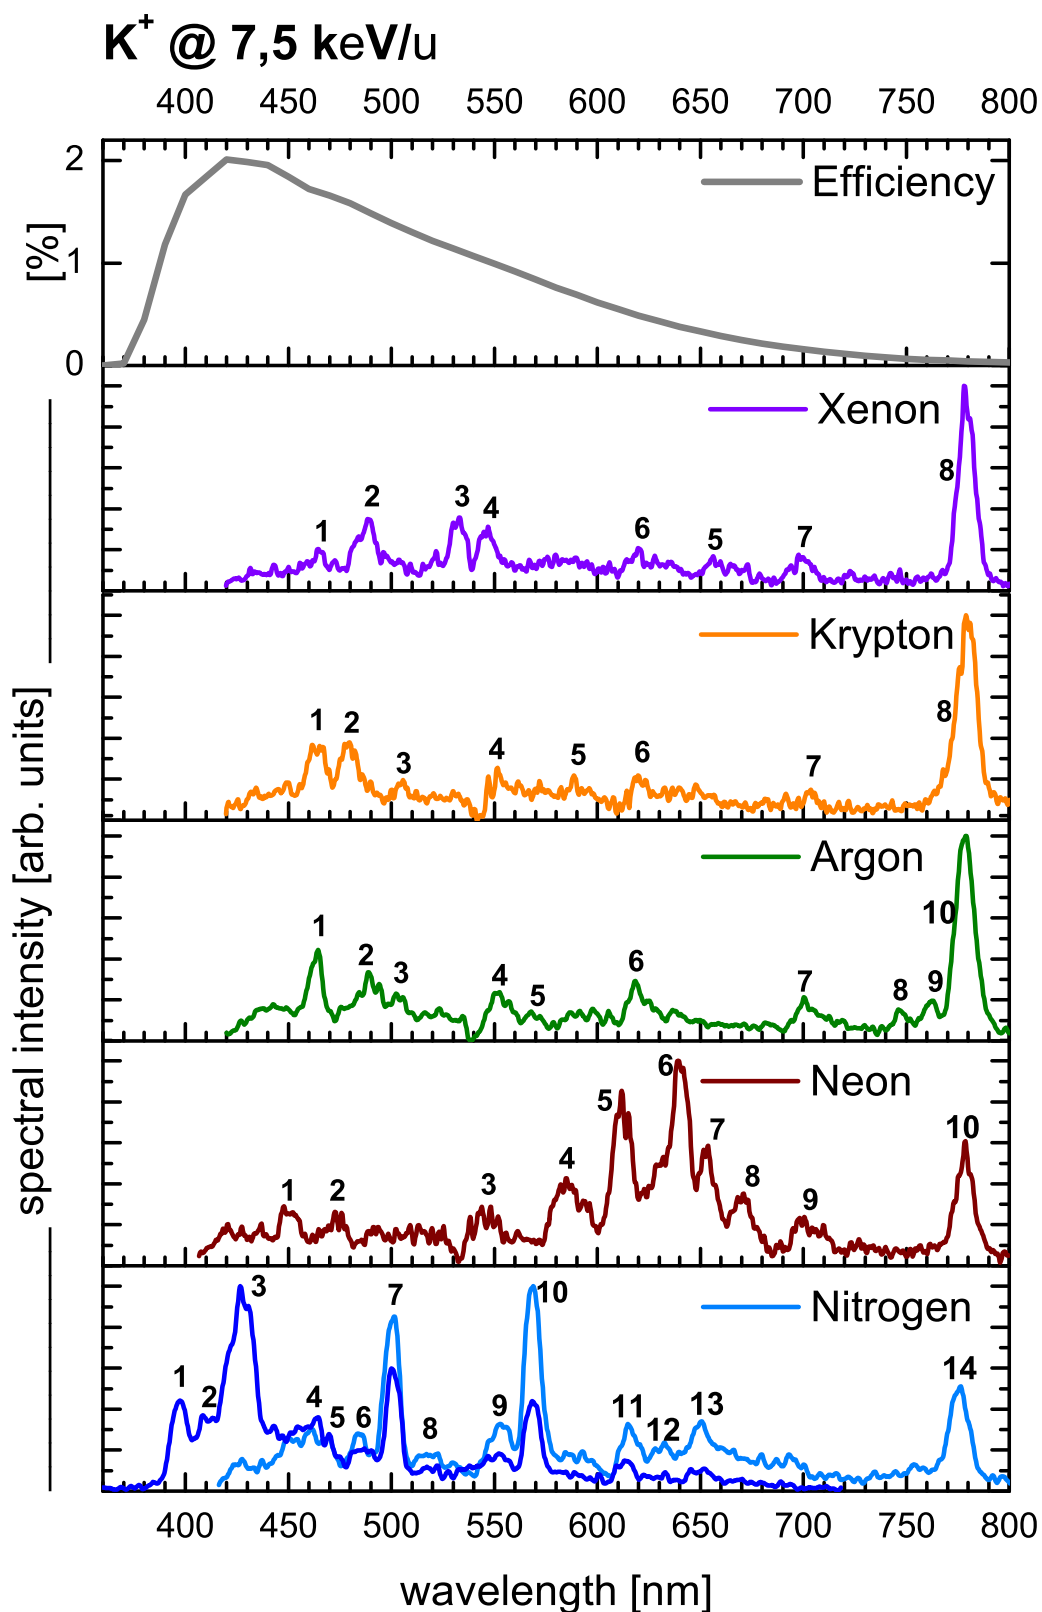 K+ @ 7,5 keV/u
400 450 500 550 600 650 700 750 800
2
1
0
[%]
Efficiency
Xenon
1 2 3 4 6 5 7 8
Krypton
1 2 3 4 5 6 7 8
Argon
1 2 3 4 5 6 7 8 9 10
Neon
1 2 3 4 5 6 7 8 9 10
Nitrogen
1 2 3 4 5 6 7 8 9 10 11 12 13 14
spectral intensity [arb. units]
400 450 500 550 600 650 700 750 800
wavelength [nm]